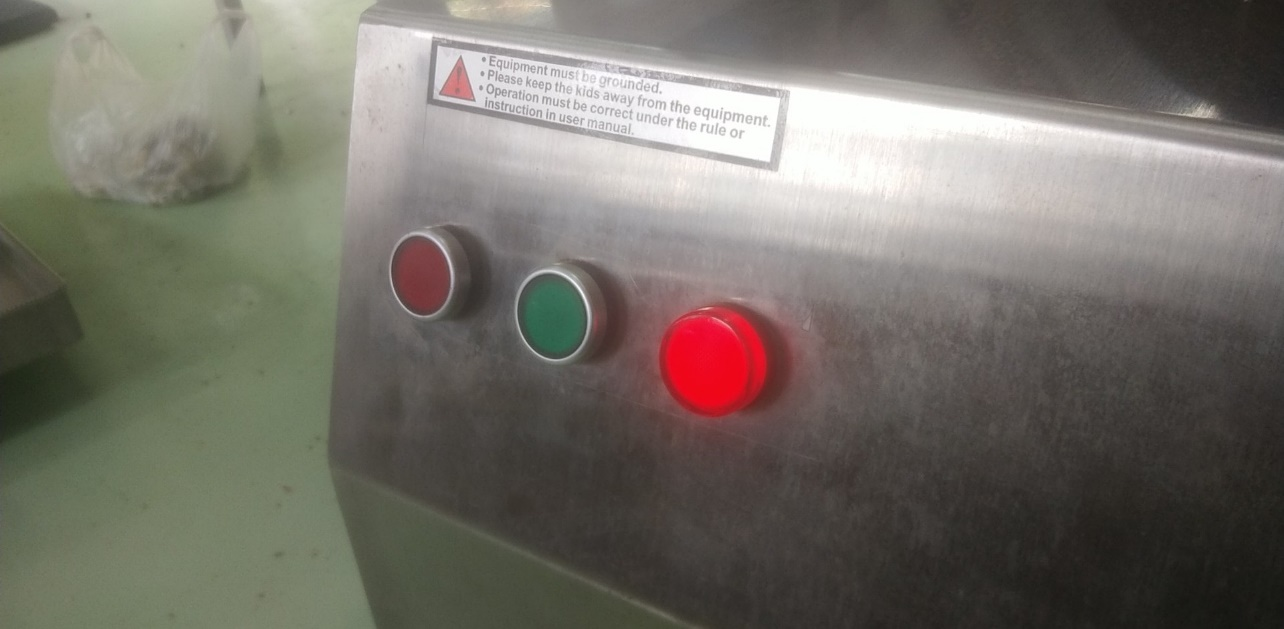 • Equipment must be grounded.
• Please keep the kids away from the equipment.
• Operation must be correct under the rule or
instruction in user manual.